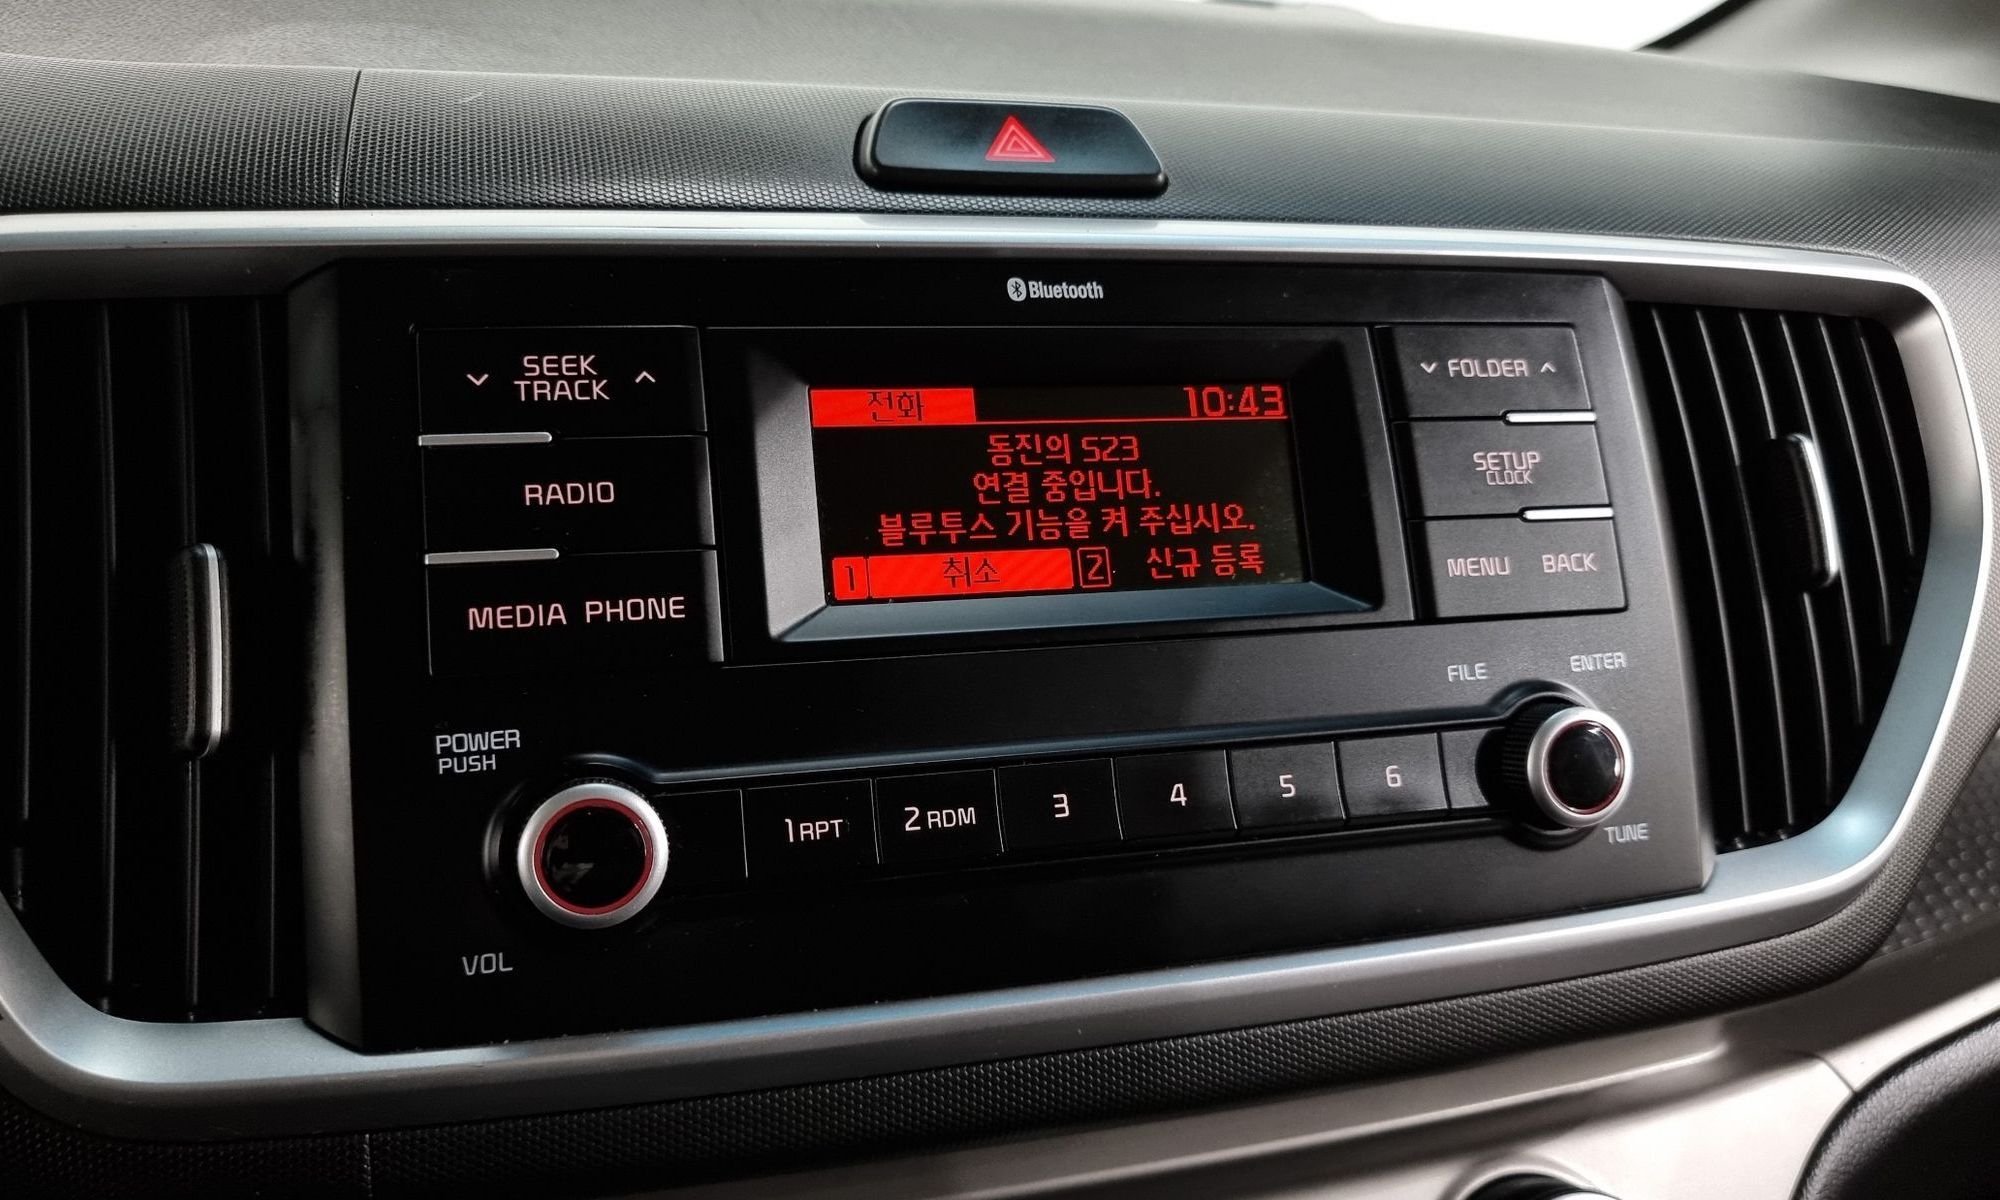 Bluetooth
SEEK
TRACK
RADIO
MEDIA PHONE
전화 10:43
동진의 S23
연결 중입니다.
블루투스 기능을 켜 주십시오.
1 취소 2 신규 등록
FOLDER
SETUP
CLOCK
MENU BACK
FILE ENTER
POWER
PUSH
1 RPT 2 RDM 3 4 5 6
TUNE
VOL